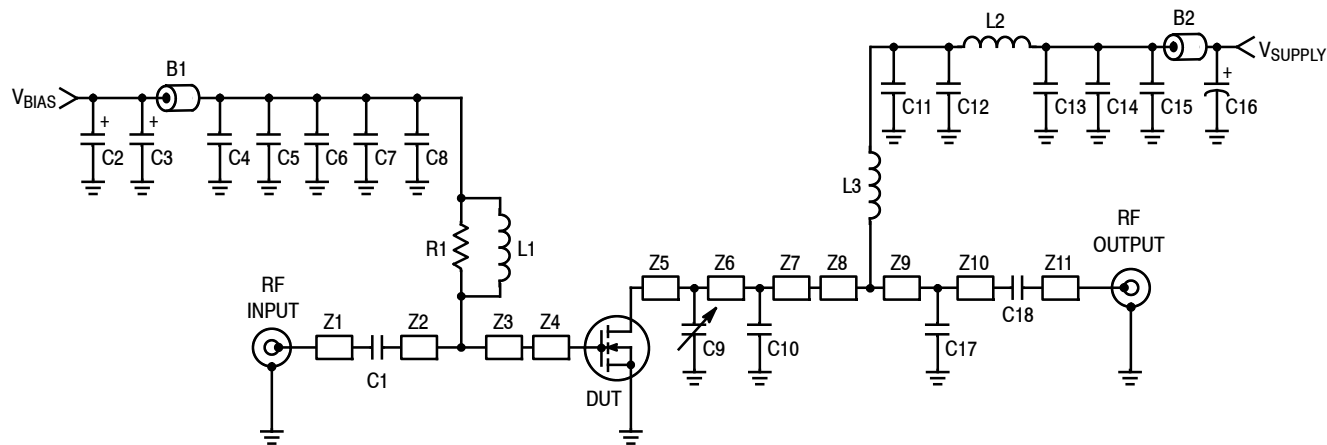 L2
B2
V_SUPPLY
B1
V_BIAS
+
+
+
C11
C12
C13
C14
C15
C16
C2
C3
C4
C5
C6
C7
C8
L3
R1
L1
RF
OUTPUT
Z5
Z6
Z7
Z8
Z9
Z10
Z11
RF
INPUT
C18
Z1
Z2
Z3
Z4
C9
C10
C17
C1
DUT